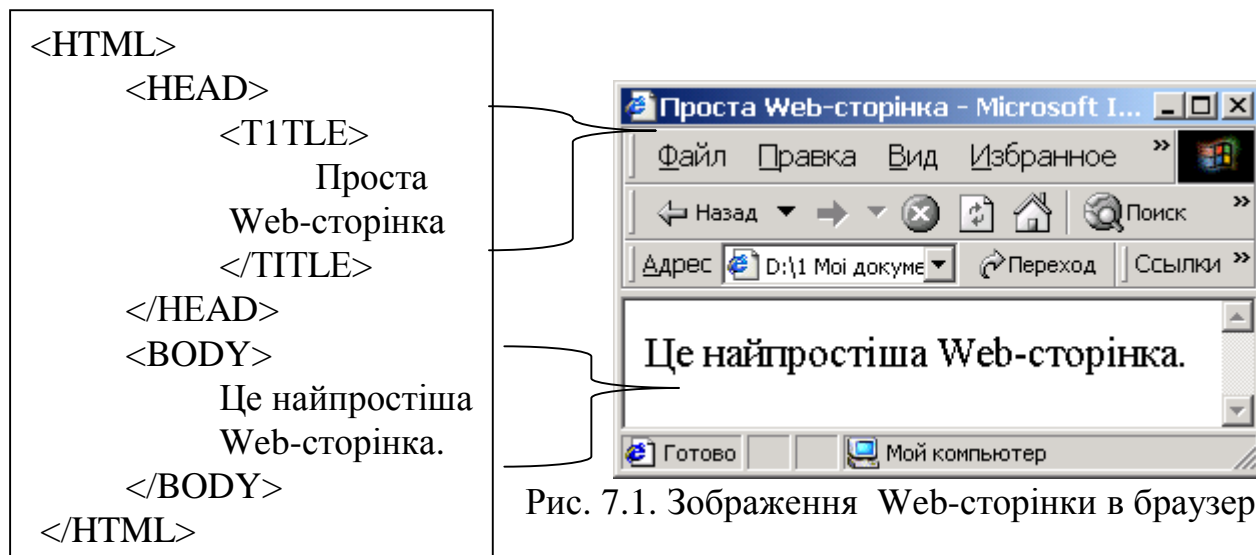 <HTML>
<HEAD>
<T1TLE>
Проста
Web-сторінка
</TITLE>
</HEAD>
<BODY>
Це найпростіша
Web-сторінка.
</BODY>
</HTML>
Проста Web-сторінка - Microsoft I...
Файл Правка Вид Избранное »
Назад Поиск »
Адрес D:\1 Мої докуме Переход Ссылки »
Це найпростіша Web-сторінка.
Готово Мой компьютер
Рис. 7.1. Зображення Web-сторінки в браузер